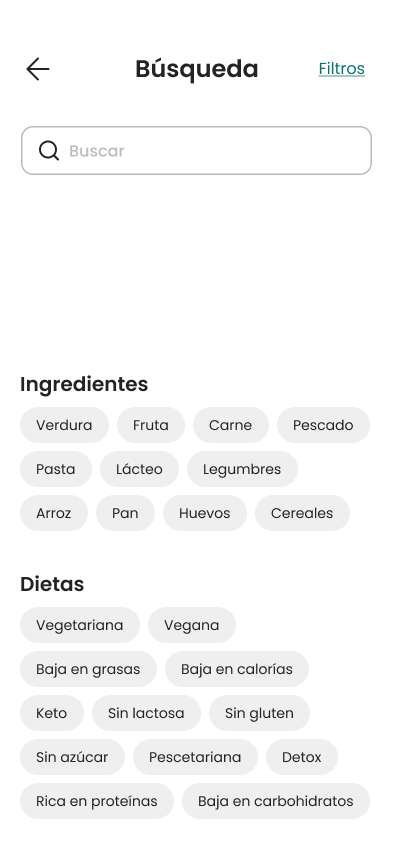 Búsqueda Filtros
Buscar
Ingredientes
Verdura Fruta Carne Pescado
Pasta Lácteo Legumbres
Arroz Pan Huevos Cereales
Dietas
Vegetariana Vegana
Baja en grasas Baja en calorías
Keto Sin lactosa Sin gluten
Sin azúcar Pescetariana Detox
Rica en proteínas Baja en carbohidratos